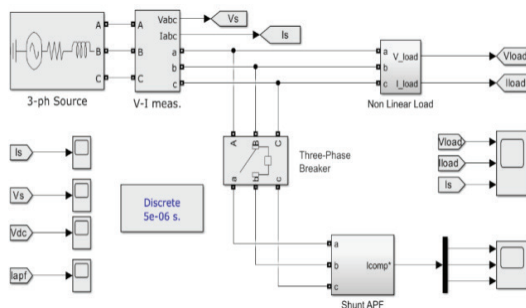 A
B
C
A
B
C
Vabc
Iabc
a
b
c
Vs
Is
a
b
c
V_load
I_load
Vload
Iload
3-ph Source
V-I meas.
Non Linear Load
A
B
C
a
b
c
Three-Phase
Breaker
Is
Vs
Vdc
Iapf
Discrete
5e-06 s.
Vload
Iload
Is
a
b
c
Icomp*
Shunt APF